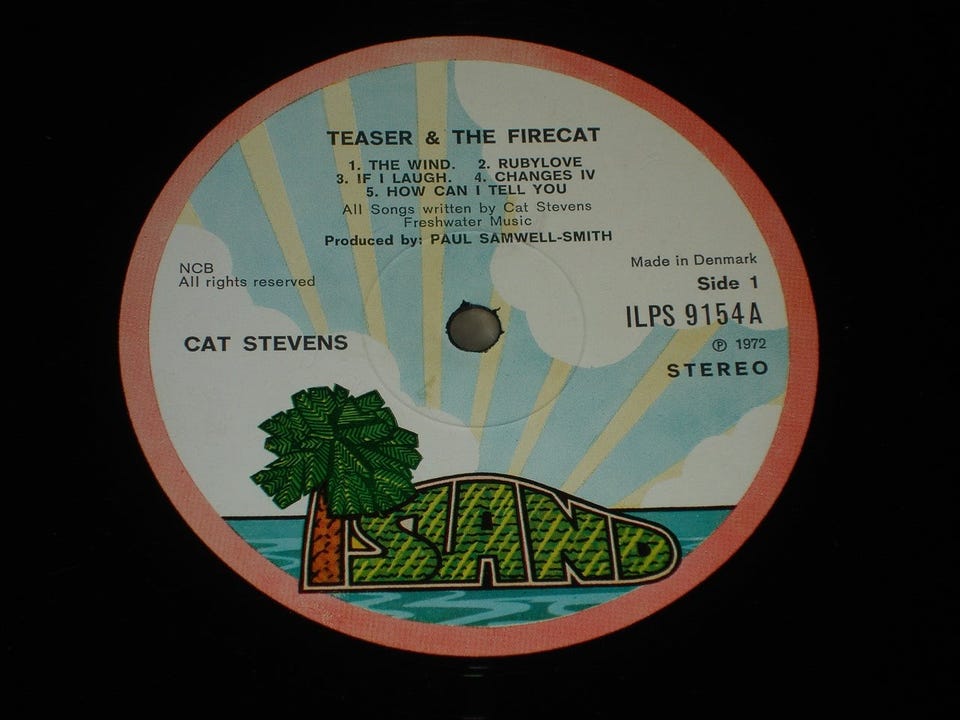 TEASER & THE FIRECAT
1. THE WIND. 2. RUBYLOVE
3. IF I LAUGH. 4. CHANGES IV
5. HOW CAN I TELL YOU
All Songs written by Cat Stevens
Freshwater Music
Produced by: PAUL SAMWELL-SMITH
NCB
All rights reserved
CAT STEVENS
Made in Denmark
Side 1
ILPS 9154 A
℗ 1972
STEREO
ISLAND